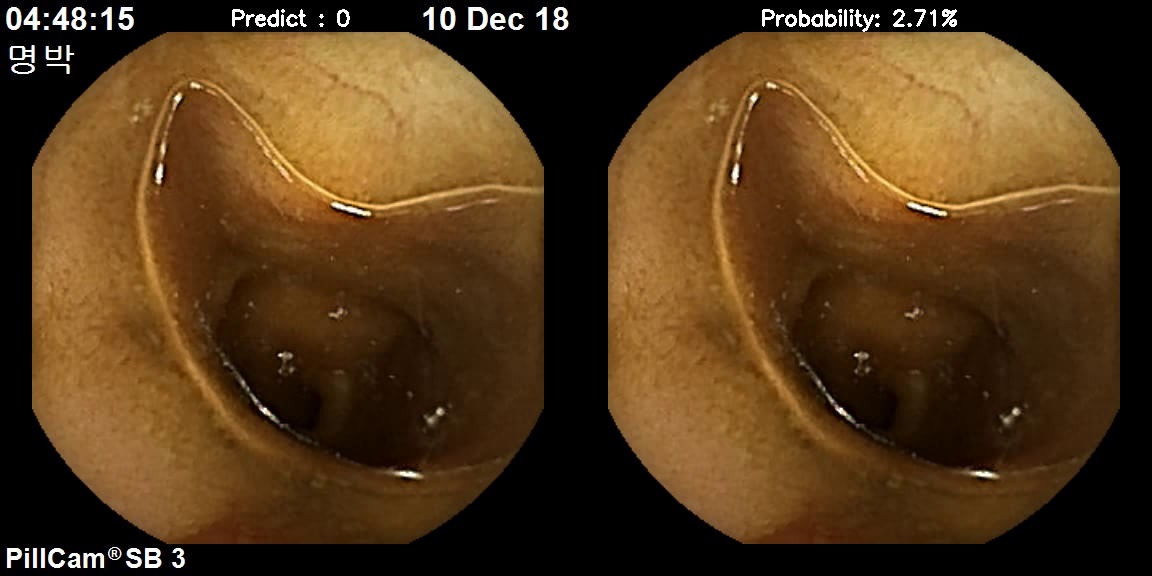 04:48:15
Predict : 0
10 Dec 18
Probability: 2.71%
명박
PillCam® SB 3